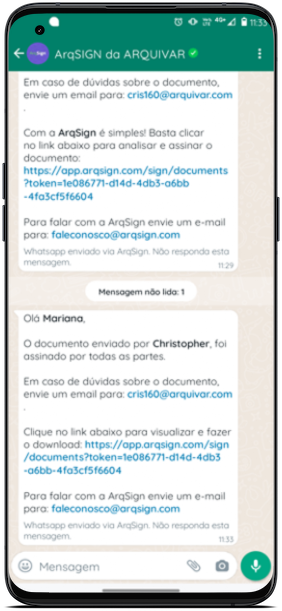 4G+ 11:33
ArqSIGN da ARQUIVAR
Em caso de dúvidas sobre o documento,
envie um email para: cris160@arquivar.com
.
Com a ArqSign é simples! Basta clicar
no link abaixo para analisar e assinar o
documento:
https://app.arqsign.com/sign/documents
?token=1e086771-d14d-4db3-a6bb
-4fa3cf5f6604
Para falar com a ArqSign envie um e-mail
para: faleconosco@arqsign.com
Whatsapp enviado via ArqSign. Não responda esta
mensagem.
11:29
Mensagem não lida: 1
Olá Mariana,
O documento enviado por Christopher, foi
assinado por todas as partes.
Em caso de dúvidas sobre o documento,
envie um email para: cris160@arquivar.com
.
Clique no link abaixo para visualizar e fazer
o download: https://app.arqsign.com/sign
/documents?token=1e086771-d14d-4db3
-a6bb-4fa3cf5f6604
Para falar com a ArqSign envie um e-mail
para: faleconosco@arqsign.com
Whatsapp enviado via ArqSign. Não responda esta
mensagem.
11:33
Mensagem